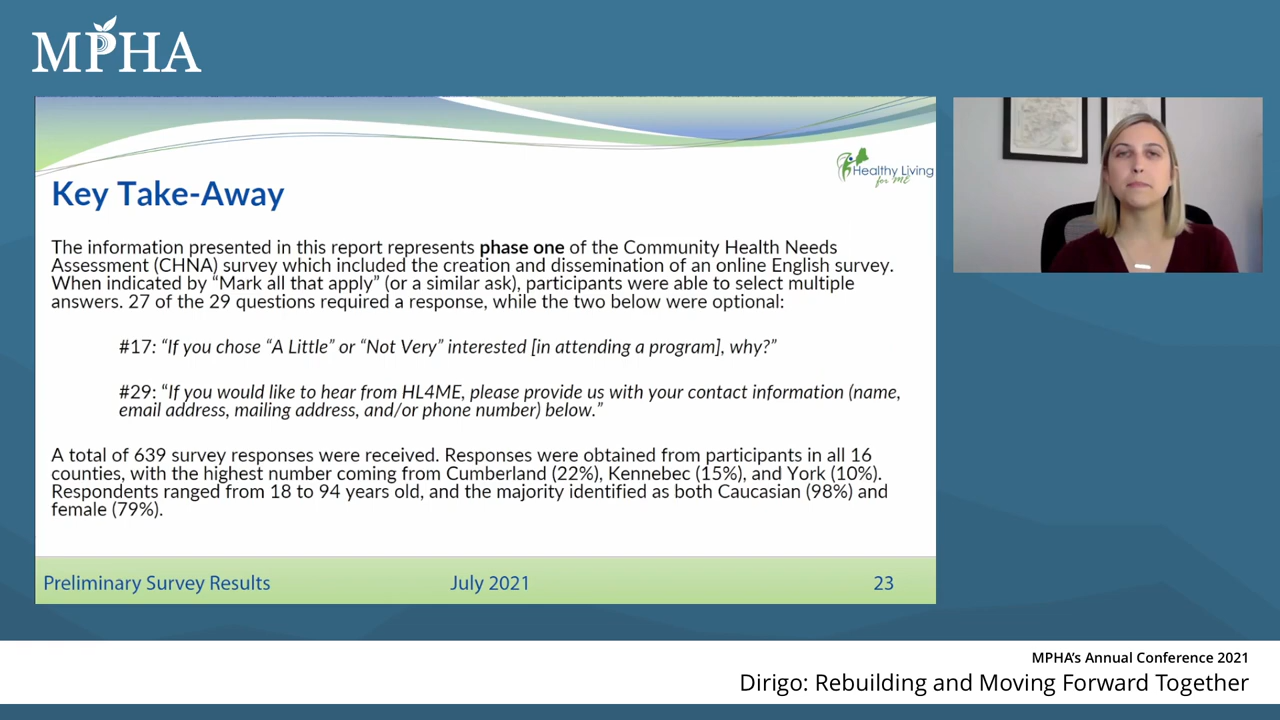 MPHA
Healthy Living
for ME
Key Take-Away
The information presented in this report represents phase one of the Community Health Needs
Assessment (CHNA) survey which included the creation and dissemination of an online English survey.
When indicated by “Mark all that apply” (or a similar ask), participants were able to select multiple
answers. 27 of the 29 questions required a response, while the two below were optional:
#17: “If you chose “A Little” or “Not Very” interested [in attending a program], why?”
#29: “If you would like to hear from HL4ME, please provide us with your contact information (name,
email address, mailing address, and/or phone number) below.”
A total of 639 survey responses were received. Responses were obtained from participants in all 16
counties, with the highest number coming from Cumberland (22%), Kennebec (15%), and York (10%).
Respondents ranged from 18 to 94 years old, and the majority identified as both Caucasian (98%) and
female (79%).
Preliminary Survey Results July 2021 23
MPHA’s Annual Conference 2021
Dirigo: Rebuilding and Moving Forward Together